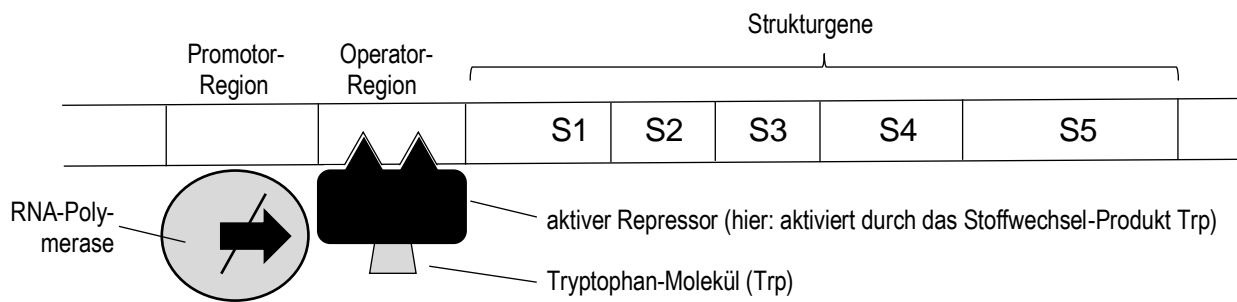 Strukturgene
Promotor-
Region
Operator-
Region
S1 S2 S3 S4 S5
RNA-Poly-
merase
aktiver Repressor (hier: aktiviert durch das Stoffwechsel-Produkt Trp)
Tryptophan-Molekül (Trp)